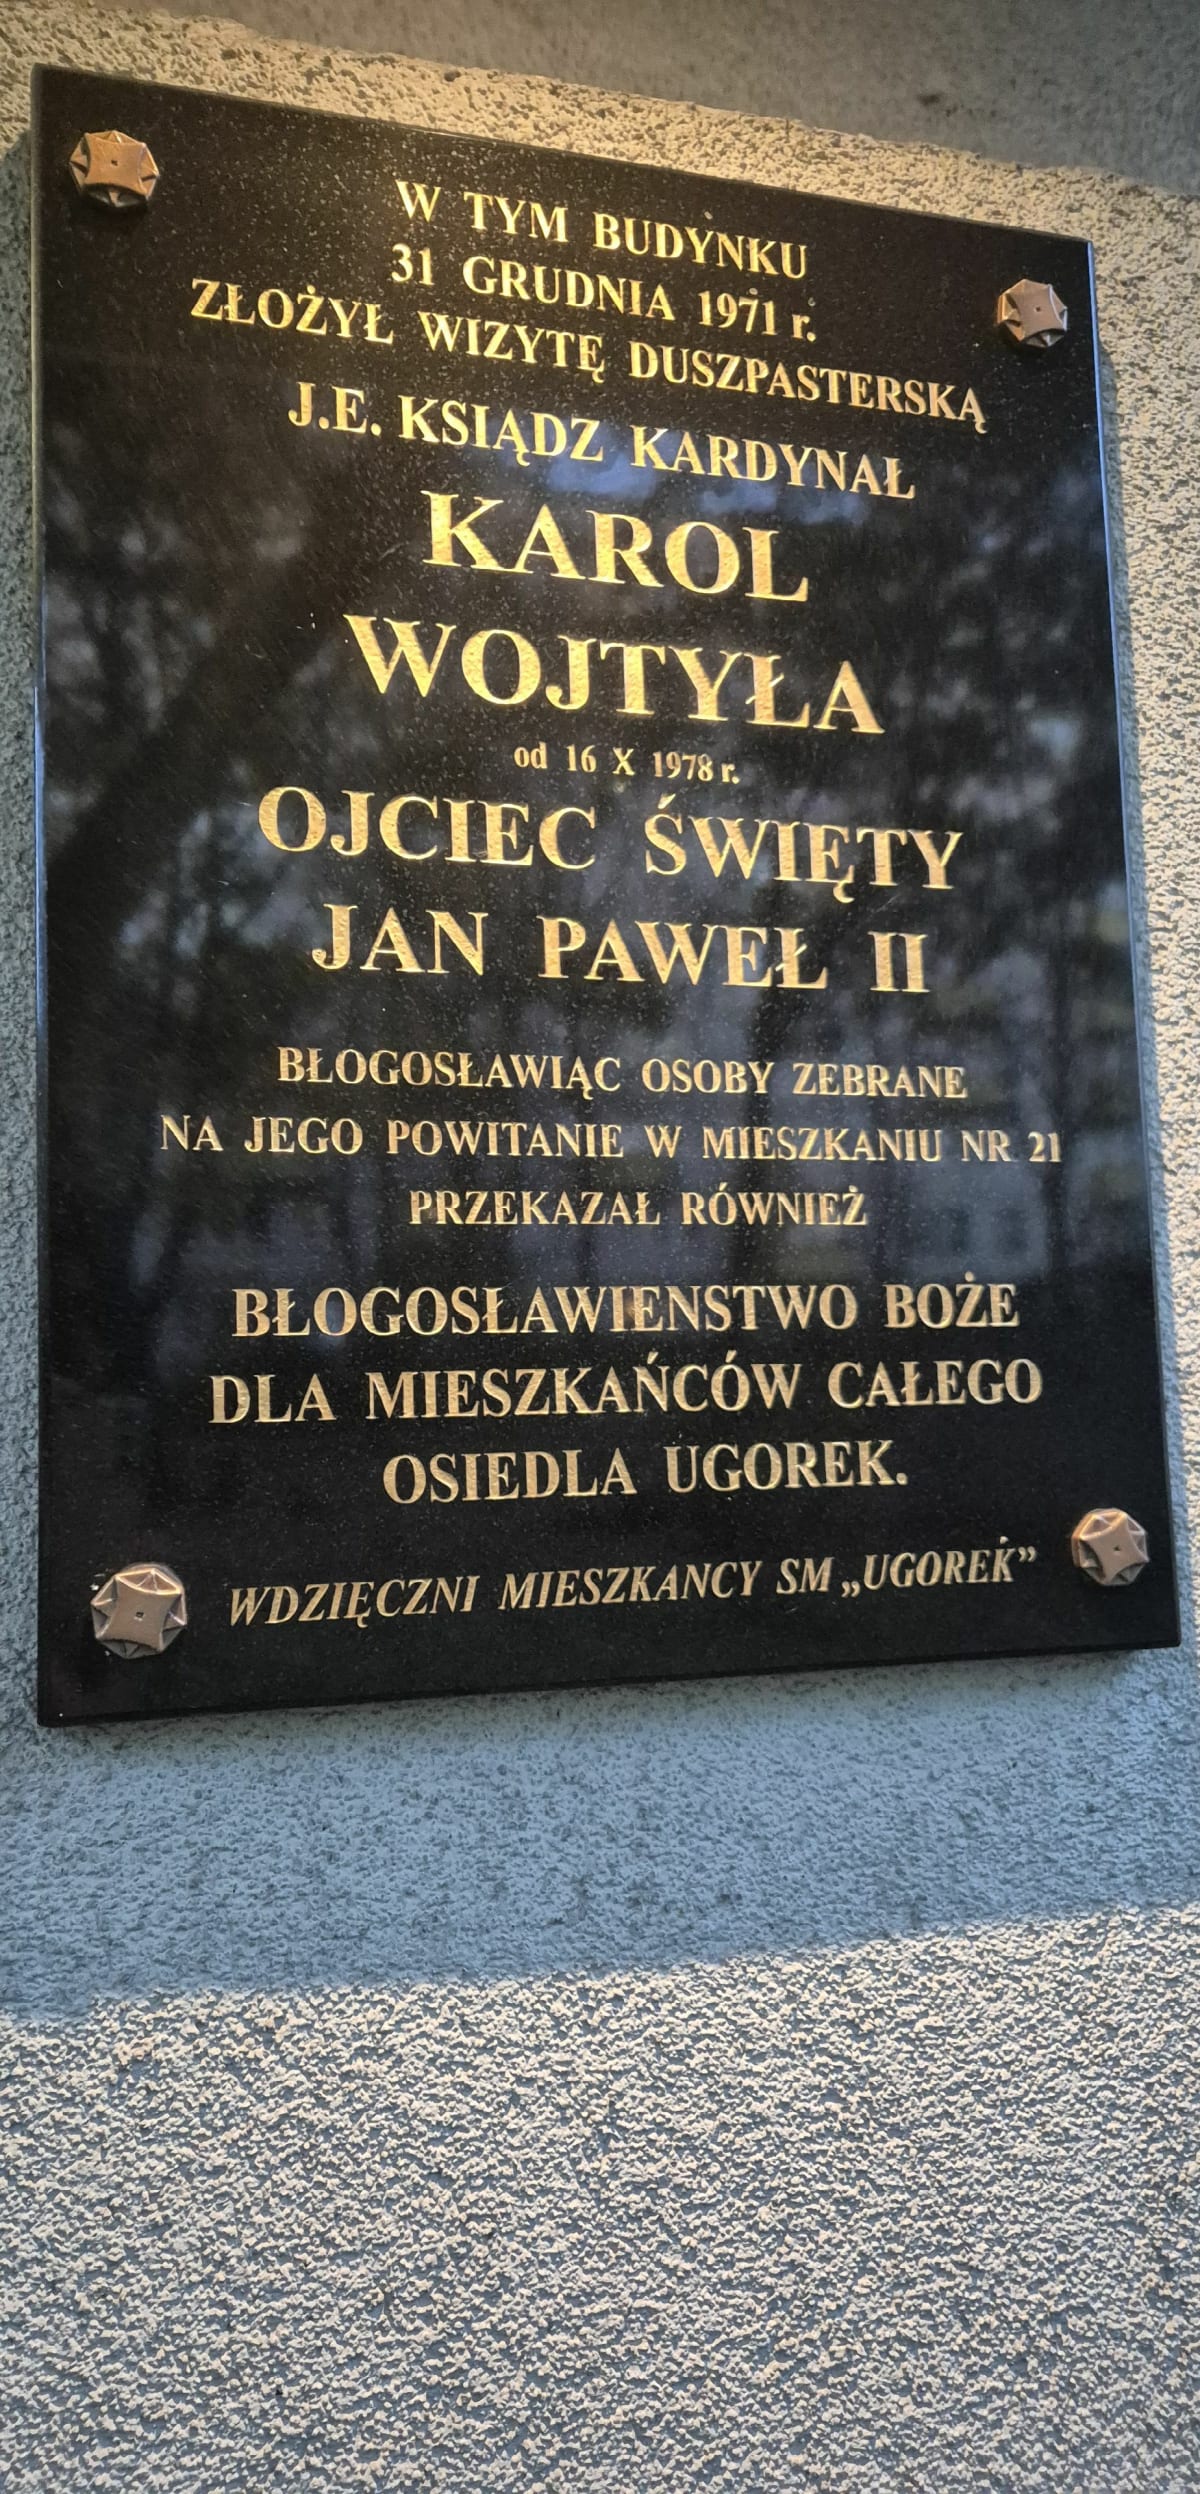 W TYM BUDYNKU
31 GRUDNIA 1971 r.
ZŁOŻYŁ WIZYTĘ DUSZPASTERSKĄ
J.E. KSIĄDZ KARDYNAŁ
KAROL
WOJTYŁA
od 16 X 1978 r.
OJCIEC ŚWIĘTY
JAN PAWEŁ II
BŁOGOSŁAWIĄC OSOBY ZEBRANE
NA JEGO POWITANIE W MIESZKANIU NR 21
PRZEKAZAŁ RÓWNIEŻ
BŁOGOSŁAWIENSTWO BOŻE
DLA MIESZKAŃCÓW CAŁEGO
OSIEDLA UGOREK.
WDZIĘCZNI MIESZKANCY SM „UGOREK”